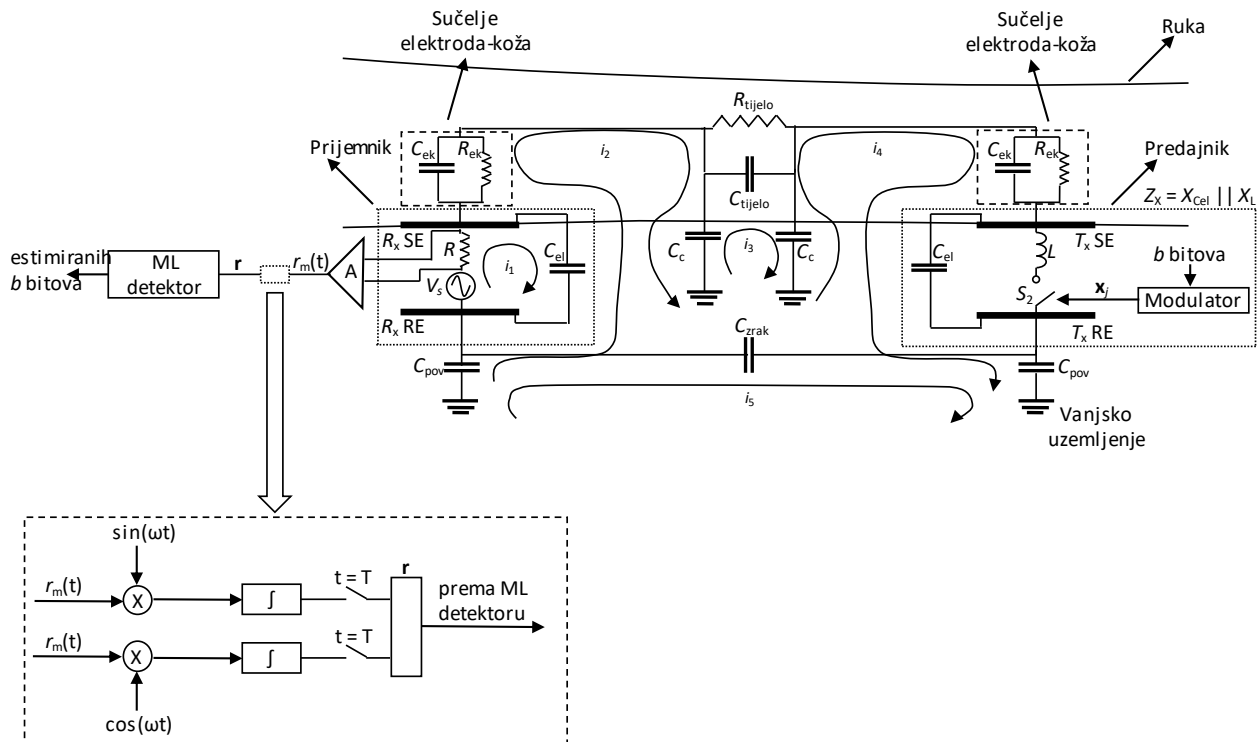 Sučelje
elektroda-koža
Sučelje
elektroda-koža
Ruka
R_tijelo
Prijemnik
C_ek
R_ek
i_2
i_4
C_ek
R_ek
Predajnik
C_tijelo
Z_X = X_Cel || X_L
R_x SE
R
C_el
i_1
C_c
i_3
C_c
C_el
T_x SE
L
b bitova
estimiranih
b bitova
ML
detektor
r
r_m(t)
A
V_s
S_2
x_j
Modulator
R_x RE
T_x RE
C_zrak
C_pov
C_pov
i_5
Vanjsko
uzemljenje
sin(ωt)
r_m(t)
X
∫
t = T
r
prema ML
detektoru
r_m(t)
X
∫
t = T
cos(ωt)